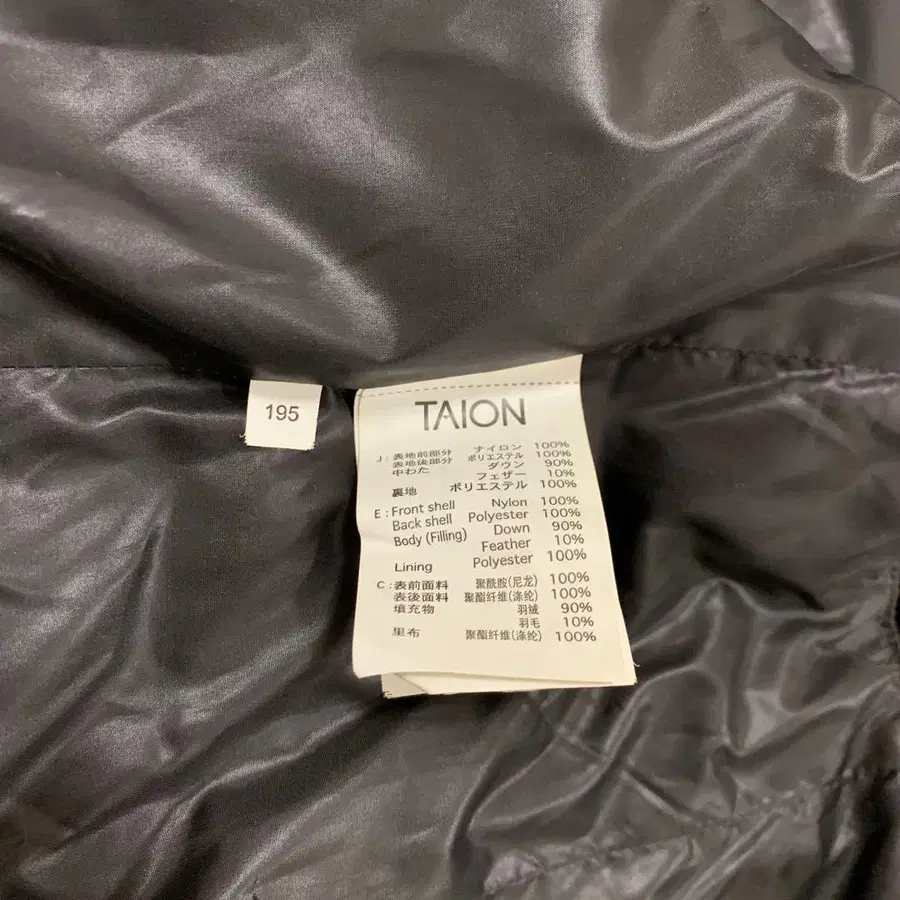 195
TAION
J : 表地前部分 ナイロン 100%
表地後部分 ポリエステル 100%
中わた ダウン 90%
フェザー 10%
裏地 ポリエステル 100%
E : Front shell Nylon 100%
Back shell Polyester 100%
Body (Filling) Down 90%
Feather 10%
Lining Polyester 100%
C : 表前面料 聚酰胺(尼龙) 100%
表後面料 聚酯纤维(涤纶) 100%
填充物 羽绒 90%
羽毛 10%
里布 聚酯纤维(涤纶) 100%